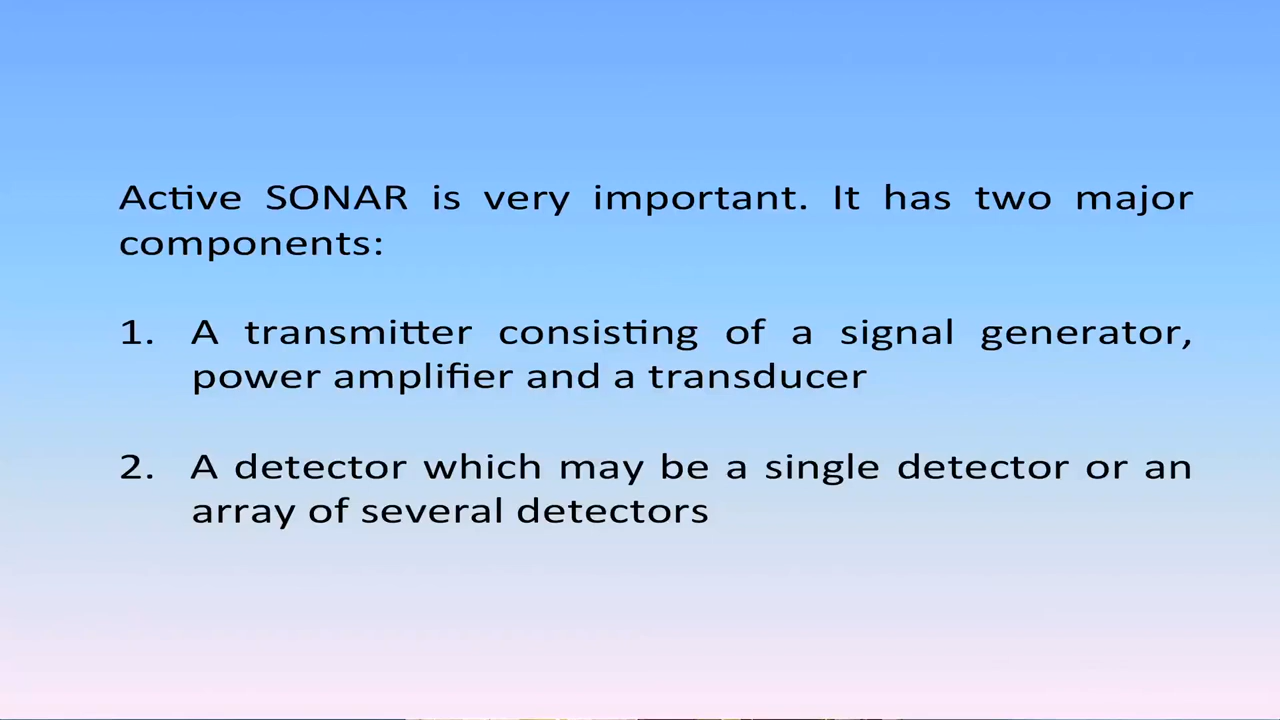 Active SONAR is very important. It has two major
components:
1. A transmitter consisting of a signal generator,
power amplifier and a transducer
2. A detector which may be a single detector or an
array of several detectors